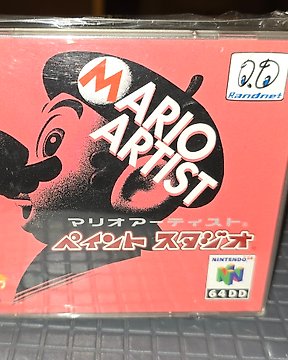 Randnet
MARIO
ARTIST
マリオアーティスト
ペイント スタジオ
NINTENDO
64DD